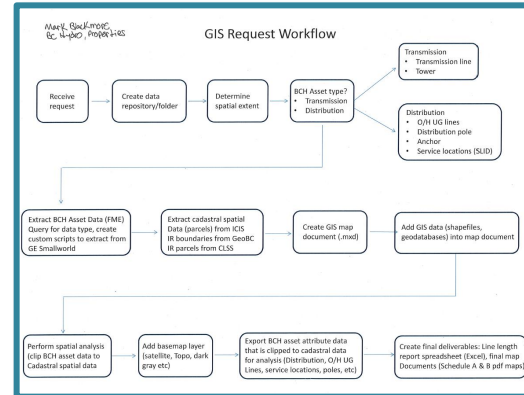 Mark Blackmore,
BC Hydro, Properties
GIS Request Workflow
Receive
request
Create data
repository/folder
Determine
spatial extent
BCH Asset type?
• Transmission
• Distribution
Transmission
• Transmission line
• Tower
Distribution
• O/H UG lines
• Distribution pole
• Anchor
• Service locations (SLID)
Extract BCH Asset Data (FME)
Query for data type, create
custom scripts to extract from
GE Smallworld
Extract cadastral spatial
Data (parcels) from ICIS
IR boundaries from GeoBC
IR parcels from CLSS
Create GIS map
document (.mxd)
Add GIS data (shapefiles,
geodatabases) into map document
Perform spatial analysis
(clip BCH asset data to
Cadastral spatial data
Add basemap layer
(satellite, Topo, dark
gray etc)
Export BCH asset attribute data
that is clipped to cadastral data
for analysis (Distribution, O/H UG
Lines, service locations, poles, etc)
Create final deliverables: Line length
report spreadsheet (Excel), final map
Documents (Schedule A & B pdf maps)